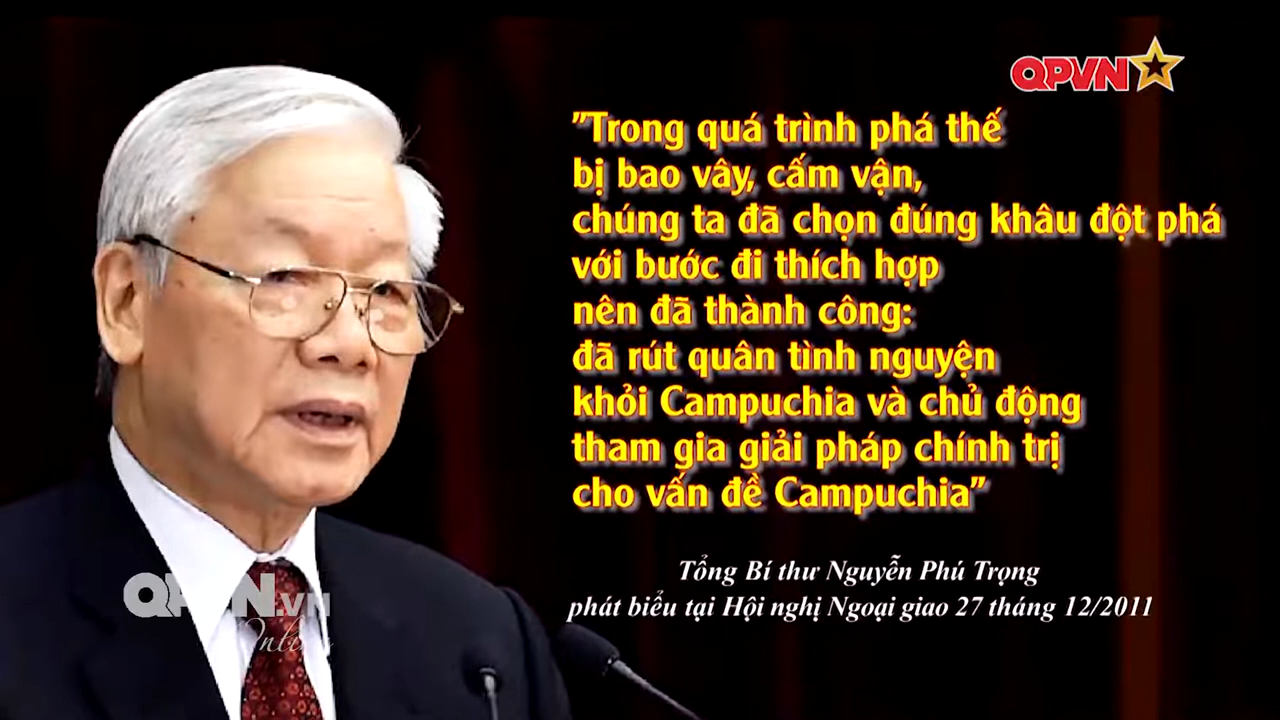 QPVN
"Trong quá trình phá thế
bị bao vây, cấm vận,
chúng ta đã chọn đúng khâu đột phá
với bước đi thích hợp
nên đã thành công:
đã rút quân tình nguyện
khỏi Campuchia và chủ động
tham gia giải pháp chính trị
cho vấn đề Campuchia"
Tổng Bí thư Nguyễn Phú Trọng
phát biểu tại Hội nghị Ngoại giao 27 tháng 12/2011
QPVN.VN
Online